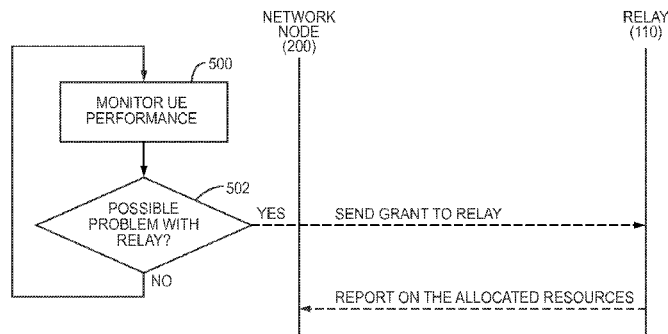 NETWORK
NODE
(200)
RELAY
(110)
500
MONITOR UE
PERFORMANCE
502
POSSIBLE
PROBLEM WITH
RELAY?
YES
SEND GRANT TO RELAY
NO
REPORT ON THE ALLOCATED RESOURCES